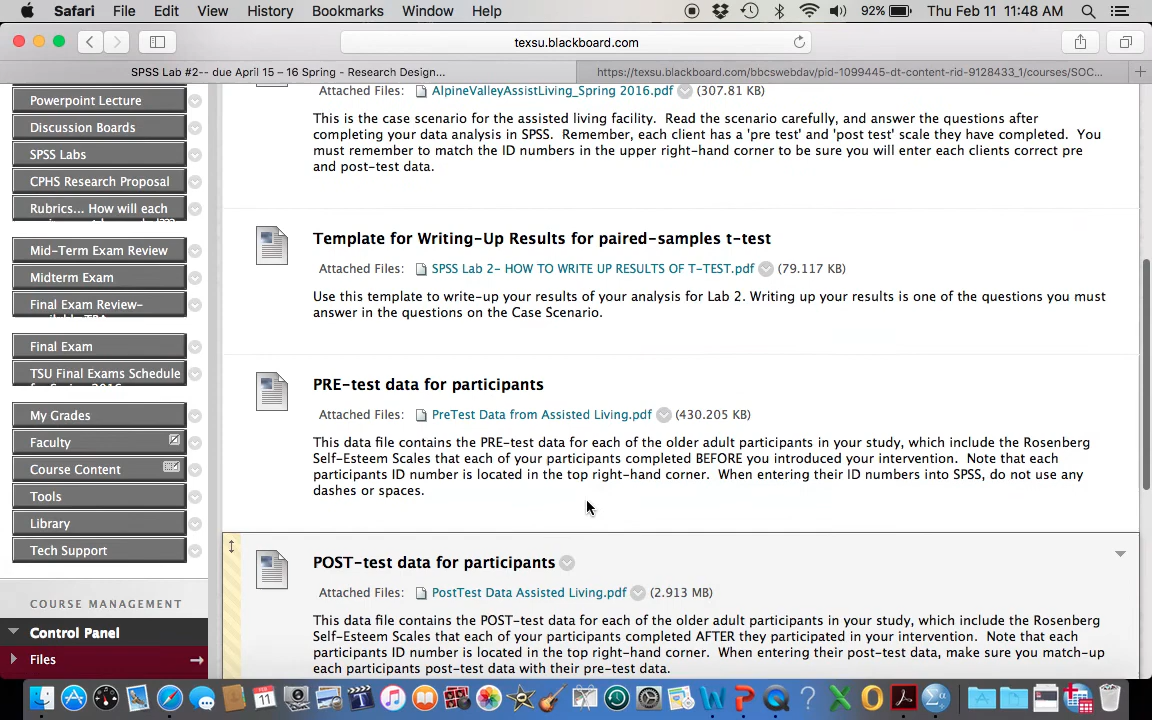 Safari File Edit View History Bookmarks Window Help 92% Thu Feb 11 11:48 AM
texsu.blackboard.com
SPSS Lab #2-- due April 15 – 16 Spring - Research Design...
https://texsu.blackboard.com/bbcswebdav/pid-1099445-dt-content-rid-9128433_1/courses/SOC...
Powerpoint Lecture
Discussion Boards
SPSS Labs
CPHS Research Proposal
Rubrics... How will each
Mid-Term Exam Review
Midterm Exam
Final Exam Review-
Final Exam
TSU Final Exams Schedule
My Grades
Faculty
Course Content
Tools
Library
Tech Support
COURSE MANAGEMENT
Control Panel
Files
Attached Files: AlpineValleyAssistLiving_Spring 2016.pdf (307.81 KB)
This is the case scenario for the assisted living facility. Read the scenario carefully, and answer the questions after
completing your data analysis in SPSS. Remember, each client has a 'pre test' and 'post test' scale they have completed. You
must remember to match the ID numbers in the upper right-hand corner to be sure you will enter each clients correct pre
and post-test data.
Template for Writing-Up Results for paired-samples t-test
Attached Files: SPSS Lab 2- HOW TO WRITE UP RESULTS OF T-TEST.pdf (79.117 KB)
Use this template to write-up your results of your analysis for Lab 2. Writing up your results is one of the questions you must
answer in the questions on the Case Scenario.
PRE-test data for participants
Attached Files: PreTest Data from Assisted Living.pdf (430.205 KB)
This data file contains the PRE-test data for each of the older adult participants in your study, which include the Rosenberg
Self-Esteem Scales that each of your participants completed BEFORE you introduced your intervention. Note that each
participants ID number is located in the top right-hand corner. When entering their ID numbers into SPSS, do not use any
dashes or spaces.
POST-test data for participants
Attached Files: PostTest Data Assisted Living.pdf (2.913 MB)
This data file contains the POST-test data for each of the older adult participants in your study, which include the Rosenberg
Self-Esteem Scales that each of your participants completed AFTER they participated in your intervention. Note that each
participants ID number is located in the top right-hand corner. When entering their post-test data, make sure you match-up
each participants post-test data with their pre-test data.